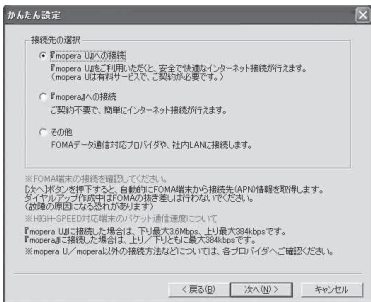 かんたん設定
接続先の選択
『mopera U』への接続
『mopera U』をご利用いただくと、安全で快適なインターネット接続が行えます。
(mopera Uは有料サービスで、ご契約が必要です。)
『mopera』への接続
ご契約不要で、簡単にインターネット接続が行えます。
その他
FOMAデータ通信対応プロバイダや、社内LANに接続します。
※FOMA端末の接続を確認してください。
[次へ]ボタンを押下すると、自動的にFOMA端末から接続先(APN)情報を取得します。
ダイヤルアップ作成中はFOMAの抜き差しは行わないでください。
(故障の原因になる恐れがあります)
※HIGH-SPEED対応端末のパケット通信速度について
『mopera U』に接続した場合は、下り最大3.6Mbps、上り最大384kbpsです。
『mopera』に接続した場合は、上り／下りともに最大384kbpsです。
※mopera U／mopera以外の接続方法などについては、各プロバイダへご確認ください。
< 戻る(B) 次へ(N) > キャンセル